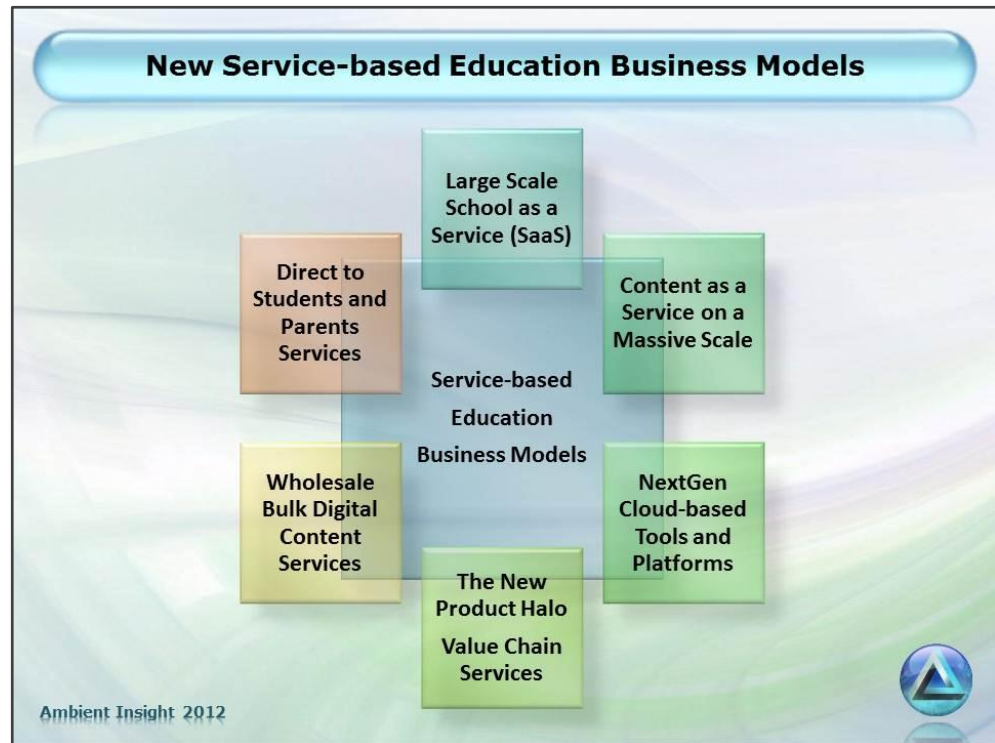 New Service-based Education Business Models
Large Scale
School as a
Service (SaaS)
Content as a
Service on a
Massive Scale
NextGen
Cloud-based
Tools and
Platforms
The New
Product Halo
Value Chain
Services
Wholesale
Bulk Digital
Content
Services
Direct to
Students and
Parents
Services
Service-based
Education
Business Models
Ambient Insight 2012